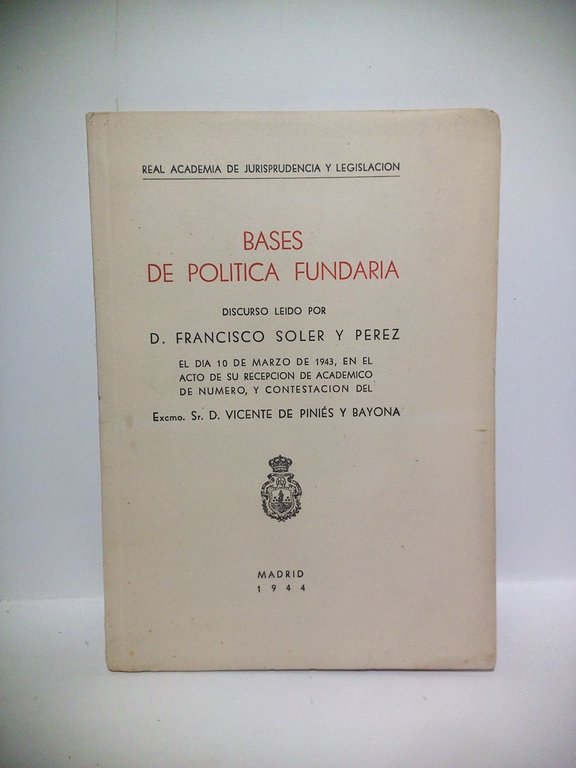 REAL ACADEMIA DE JURISPRUDENCIA Y LEGISLACION
BASES
DE POLITICA FUNDARIA
DISCURSO LEIDO POR
D. FRANCISCO SOLER Y PEREZ
EL DIA 10 DE MARZO DE 1943, EN EL
ACTO DE SU RECEPCION DE ACADEMICO
DE NUMERO, Y CONTESTACION DEL
Excmo. Sr. D. VICENTE DE PINIÉS Y BAYONA
MADRID
1944